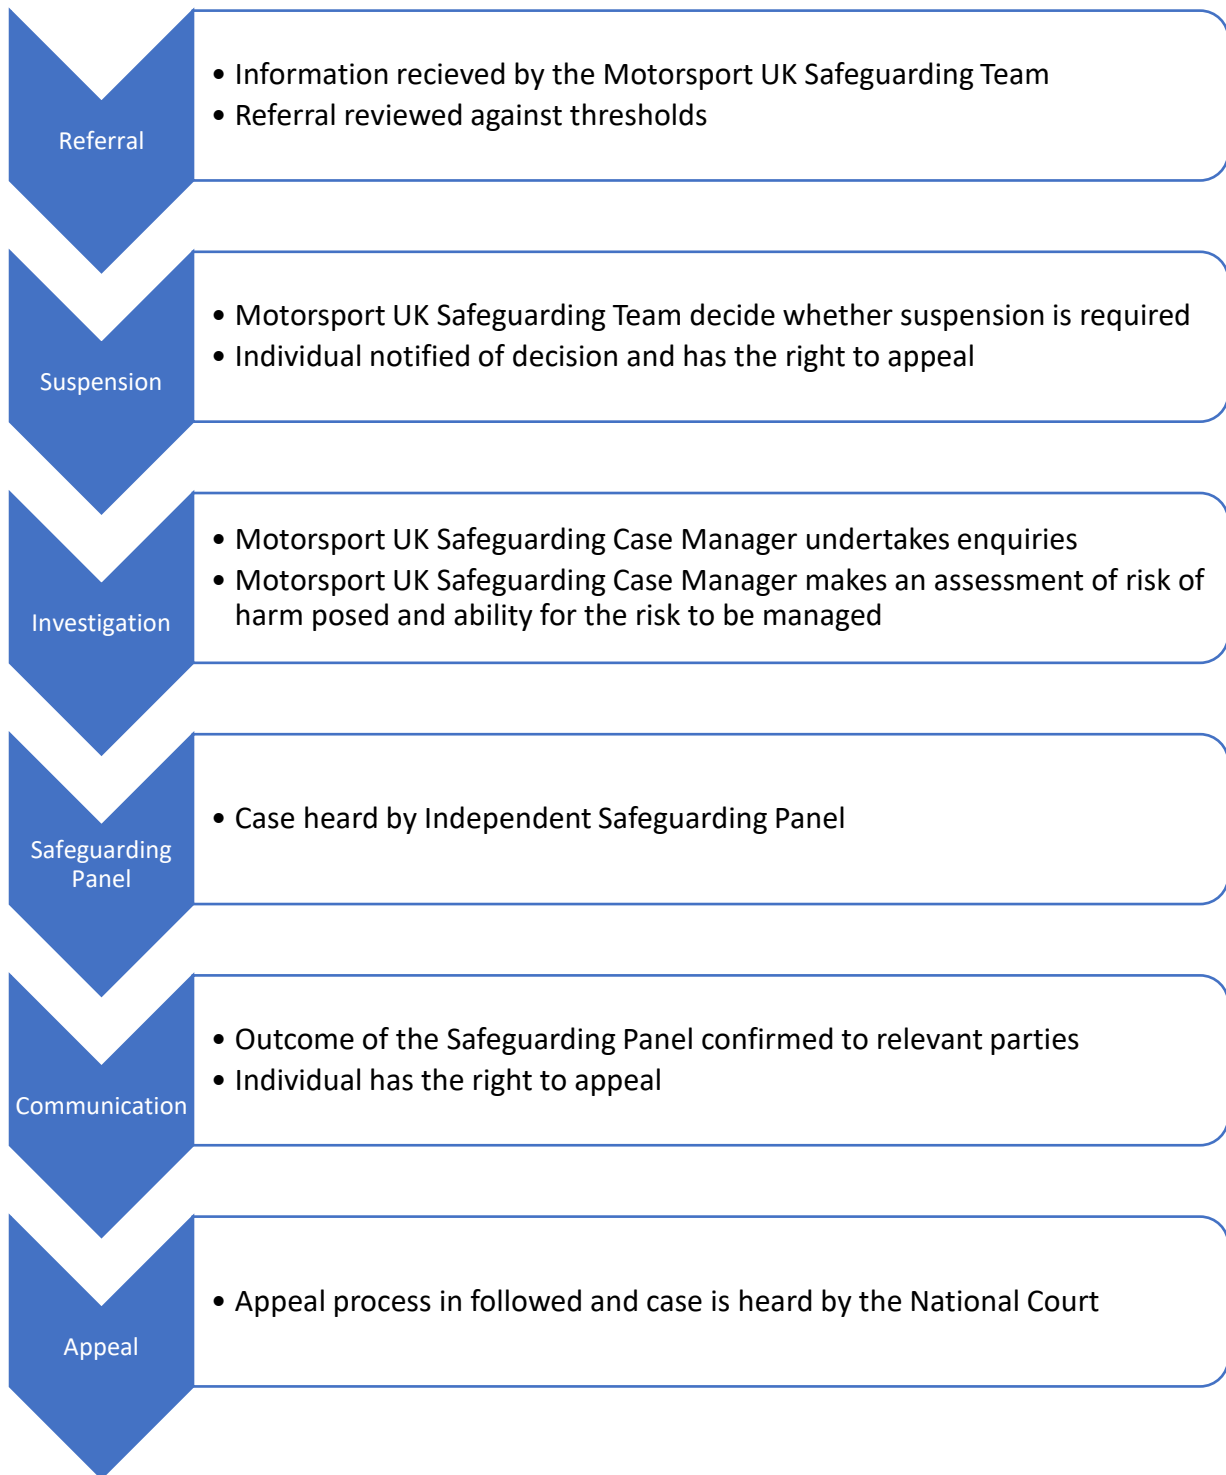 Referral
• Information recieved by the Motorsport UK Safeguarding Team
• Referral reviewed against thresholds
Suspension
• Motorsport UK Safeguarding Team decide whether suspension is required
• Individual notified of decision and has the right to appeal
Investigation
• Motorsport UK Safeguarding Case Manager undertakes enquiries
• Motorsport UK Safeguarding Case Manager makes an assessment of risk of
harm posed and ability for the risk to be managed
Safeguarding
Panel
• Case heard by Independent Safeguarding Panel
Communication
• Outcome of the Safeguarding Panel confirmed to relevant parties
• Individual has the right to appeal
Appeal
• Appeal process in followed and case is heard by the National Court